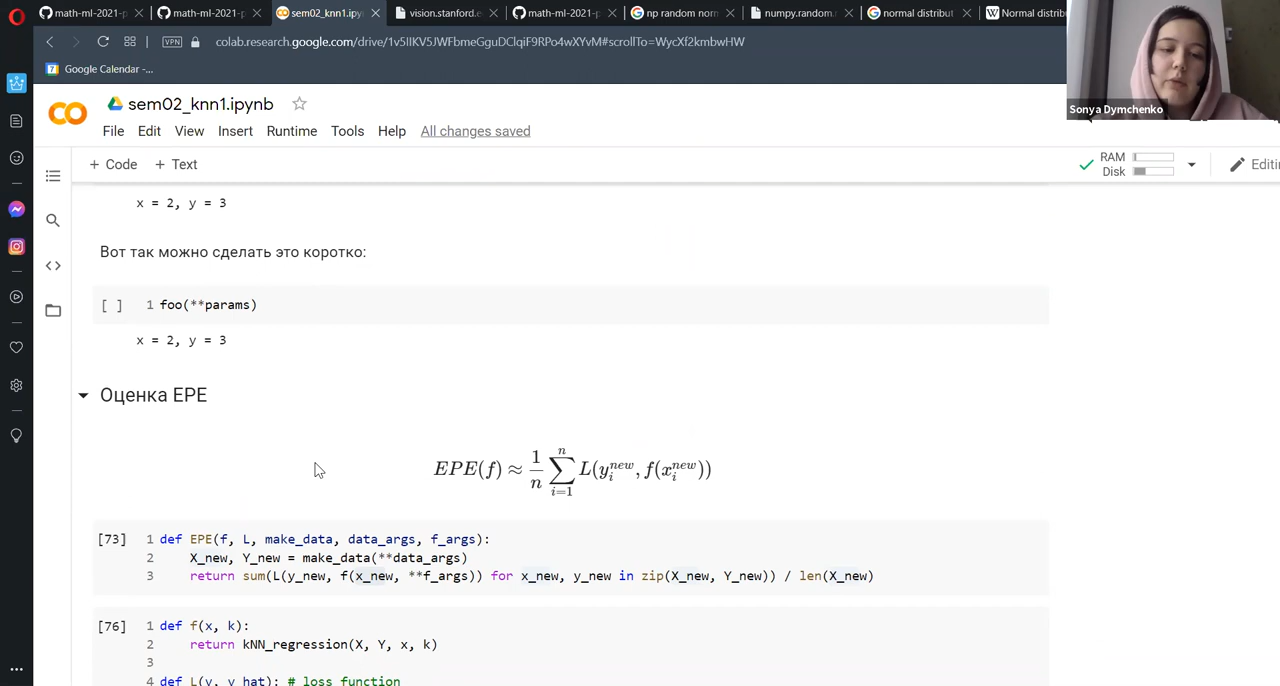 math-ml-2021-p
math-ml-2021-p
sem02_knn1.ipy
vision.stanford.e
math-ml-2021-p
np random norm
numpy.random.
normal distribut
Normal distrib
VPN
colab.research.google.com/drive/1v5IIKV5JWFbmeGguDClqiF9RPo4wXYvM#scrollTo=WycXf2kmbwHW
7 Google Calendar -...
Sonya Dymchenko
CO
sem02_knn1.ipynb
File Edit View Insert Runtime Tools Help All changes saved
+ Code + Text
RAM
Disk
Editi
x = 2, y = 3
Вот так можно сделать это коротко:
[ ] 1 foo(**params)
x = 2, y = 3
Оценка EPE
EPE(f) ≈ 1/n ∑_{i=1}^{n} L(y_i^{new}, f(x_i^{new}))
[73] 1 def EPE(f, L, make_data, data_args, f_args):
2 X_new, Y_new = make_data(**data_args)
3 return sum(L(y_new, f(x_new, **f_args)) for x_new, y_new in zip(X_new, Y_new)) / len(X_new)
[76] 1 def f(x, k):
2 return kNN_regression(X, Y, x, k)
3
4 def L(y, y_hat): # loss function